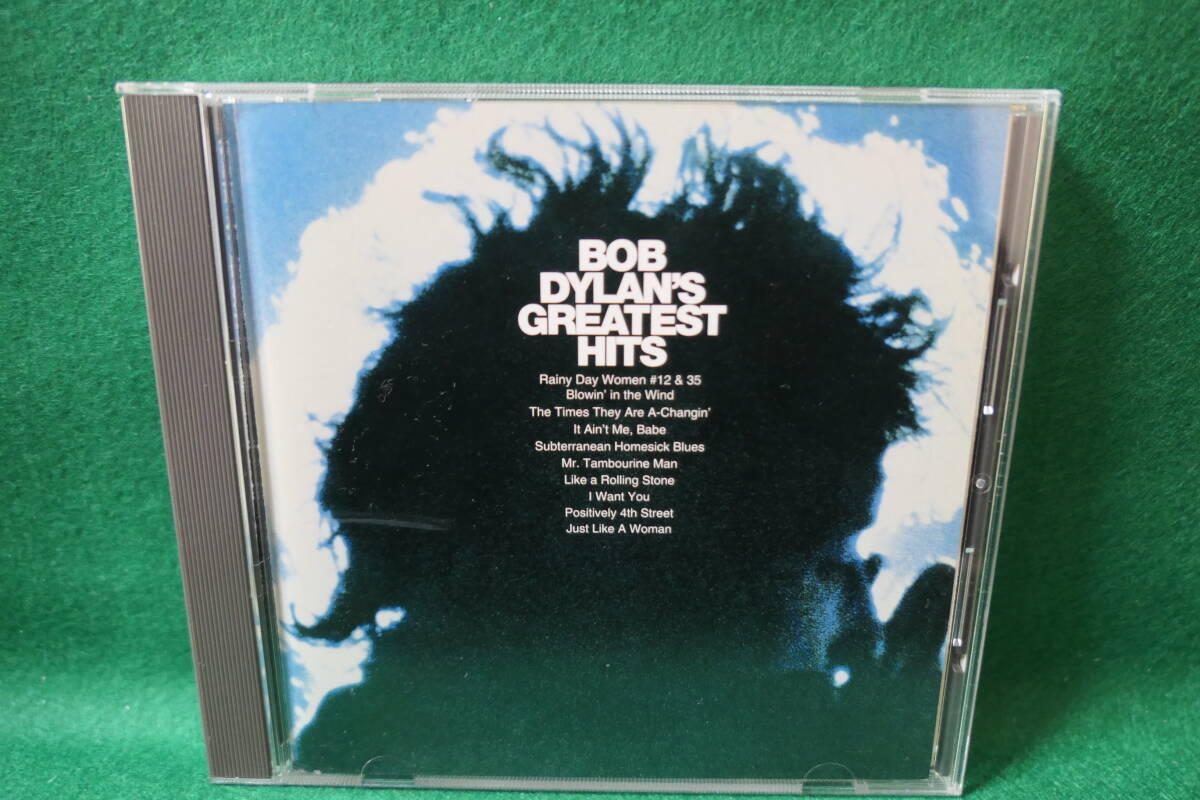 BOB
DYLAN'S
GREATEST
HITS
Rainy Day Women #12 & 35
Blowin' in the Wind
The Times They Are A-Changin'
It Ain't Me, Babe
Subterranean Homesick Blues
Mr. Tambourine Man
Like a Rolling Stone
I Want You
Positively 4th Street
Just Like A Woman